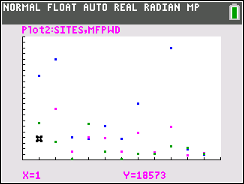 NORMAL FLOAT AUTO REAL RADIAN MP
Plot2:SITES,MFPWD
X=1 Y=18573